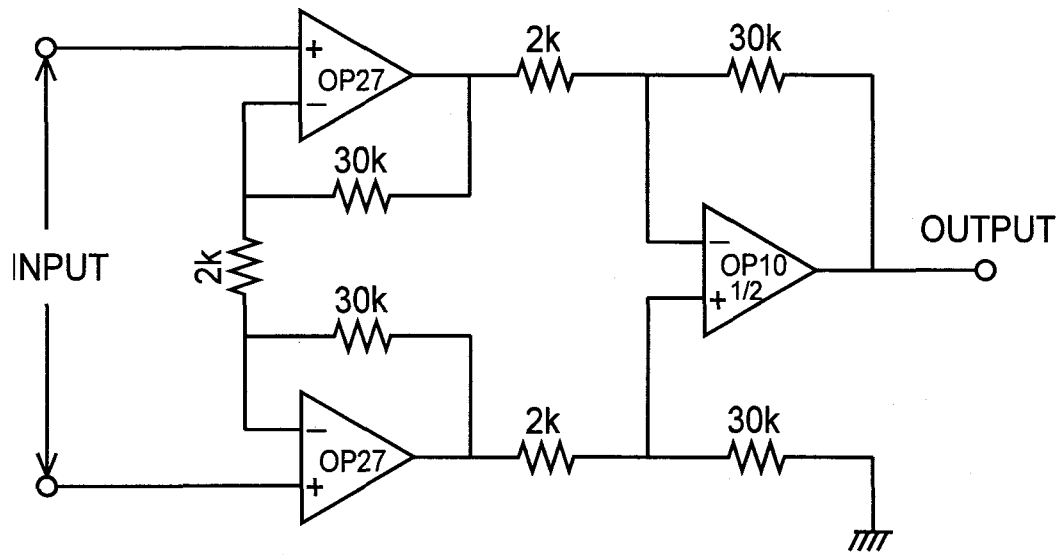 2k
30k
+
OP27
−
30k
INPUT
2k
30k
−
OP10
+ 1/2
OUTPUT
−
OP27
+
2k
30k